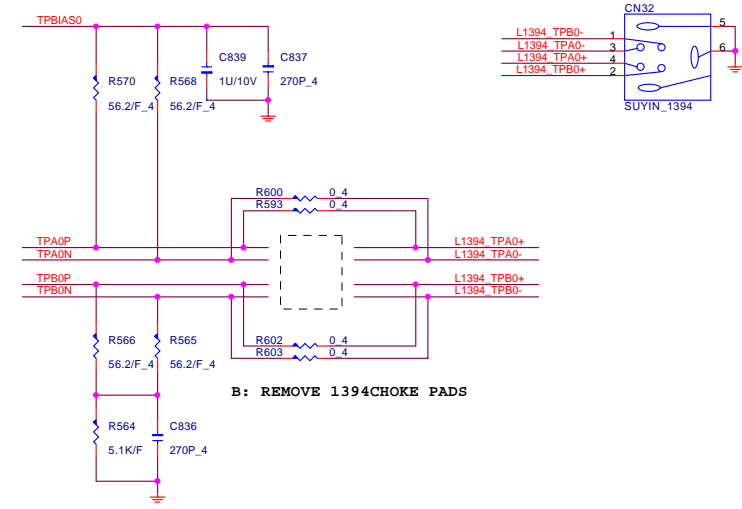 TPBIAS0
CN32
L1394_TPB0- 1
L1394_TPA0- 3
L1394_TPA0+ 4
L1394_TPB0+ 2
5
6
SUYIN_1394
R570
56.2/F_4
R568
56.2/F_4
C839
1U/10V
C837
270P_4
R600 0_4
R593 0_4
TPA0P
TPA0N
TPB0P
TPB0N
L1394_TPA0+
L1394_TPA0-
L1394_TPB0+
L1394_TPB0-
R566
56.2/F_4
R565
56.2/F_4
R602 0_4
R603 0_4
B: REMOVE 1394CHOKE PADS
R564
5.1K/F
C836
270P_4